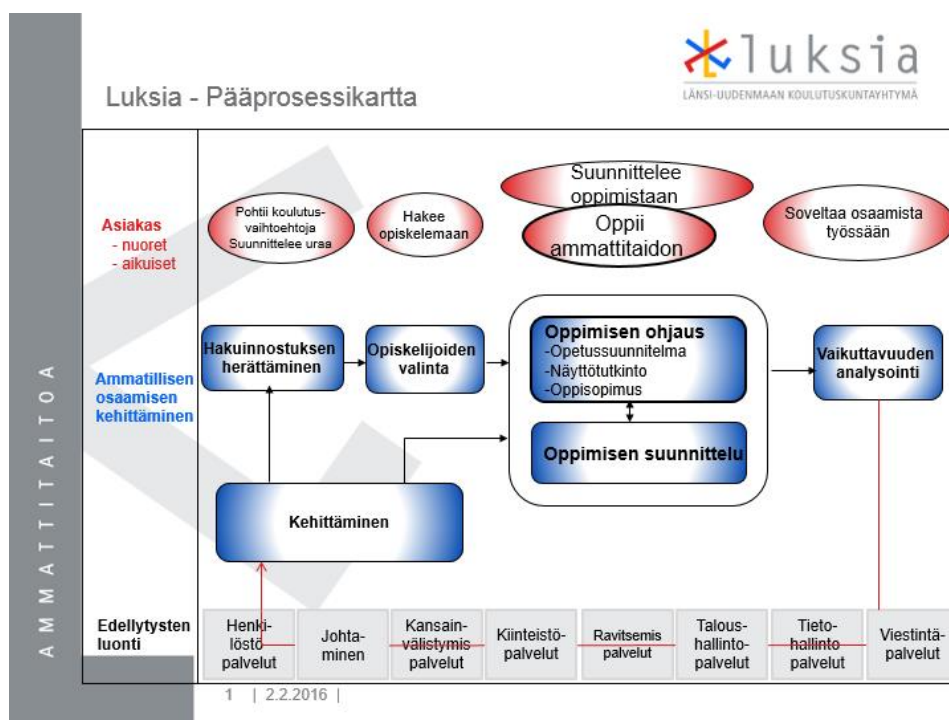 luksia
LÄNSI-UUDENMAAN KOULUTUSKUNTAYHTYMÄ
Luksia - Pääprosessikartta
Asiakas
- nuoret
- aikuiset
Pohtii koulutus-
vaihtoehtoja
Suunnittelee uraa
Hakee
opiskelemaan
Suunnittelee
oppimistaan
Oppii
ammattitaidon
Soveltaa osaamista
työssään
Ammatillisen
osaamisen
kehittäminen
Hakuinnostuksen
herättäminen
Opiskelijoiden
valinta
Oppimisen ohjaus
-Opetussuunnitelma
-Näyttötutkinto
-Oppisopimus
Oppimisen suunnittelu
Vaikuttavuuden
analysointi
Kehittäminen
Edellytysten
luonti
Henki-
löstö
palvelut
Johta-
minen
Kansain-
välistymis
palvelut
Kiinteistö-
palvelut
Ravitsemis
palvelut
Talous-
hallinto-
palvelut
Tieto-
hallinto
palvelut
Viestintä-
palvelut
AMMATTITAITOA
1 | 2.2.2016 |